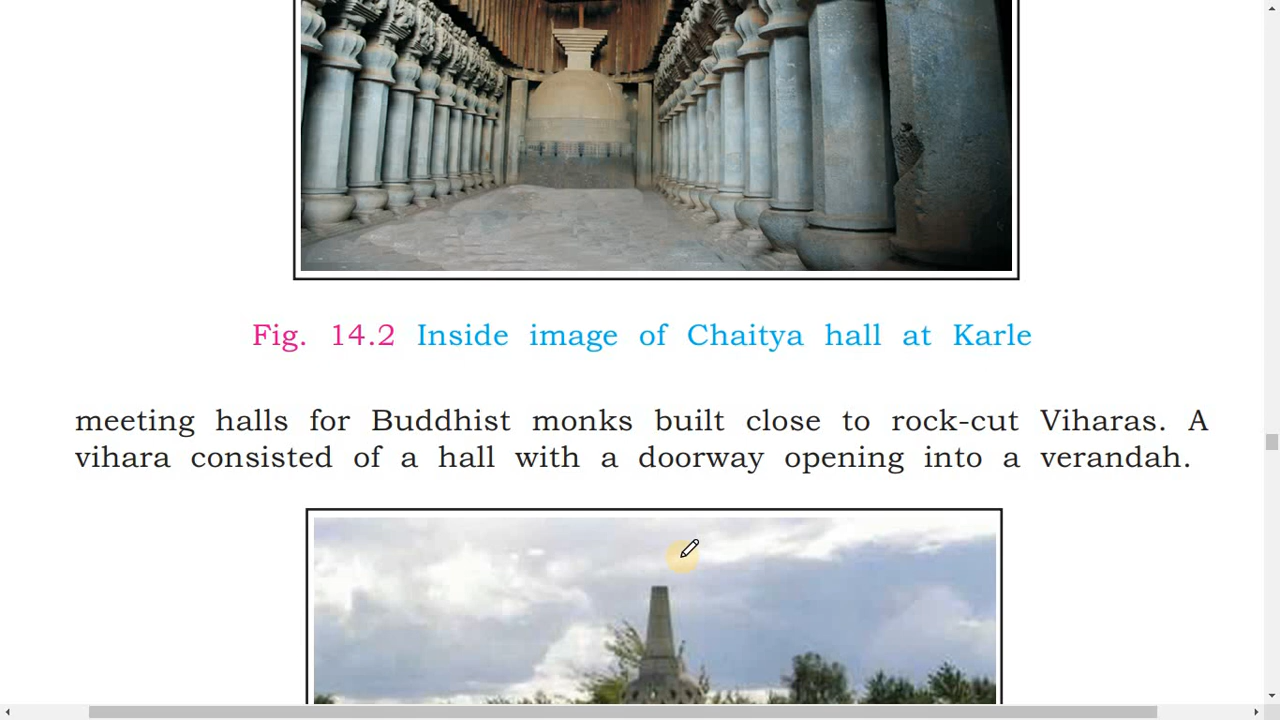 Fig. 14.2 Inside image of Chaitya hall at Karle
meeting halls for Buddhist monks built close to rock-cut Viharas. A
vihara consisted of a hall with a doorway opening into a verandah.